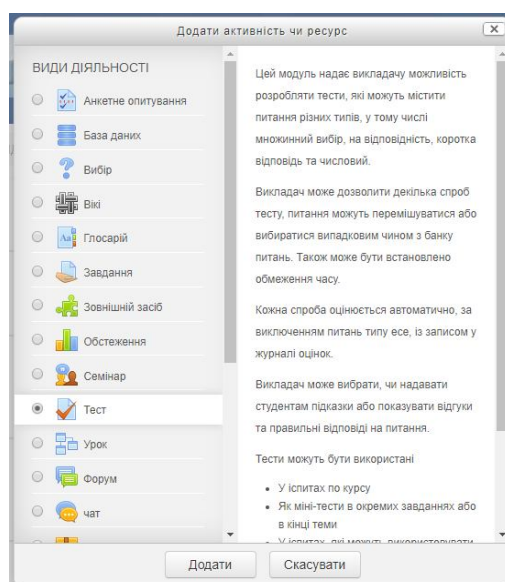 Додати активність чи ресурс
ВИДИ ДІЯЛЬНОСТІ
Анкетне опитування
База даних
Вибір
Вікі
Глосарій
Завдання
Зовнішній засіб
Обстеження
Семінар
Тест
Урок
Форум
чат
Цей модуль надає викладачу можливість
розробляти тести, які можуть містити
питання різних типів, у тому числі
множинний вибір, на відповідність, коротка
відповідь та числовий.
Викладач може дозволити декілька спроб
тесту, питання можуть перемішуватися або
вибиратися випадковим чином з банку
питань. Також може бути встановлено
обмеження часу.
Кожна спроба оцінюється автоматично, за
виключенням питань типу есе, із записом у
журналі оцінок.
Викладач може вибрати, чи надавати
студентам підказки або показувати відгуки
та правильні відповіді на питання.
Тести можуть бути використані
У іспитах по курсу
Як міні-тести в окремих завданнях або
в кінці теми
У іспитах, які можуть використовувати
Додати
Скасувати